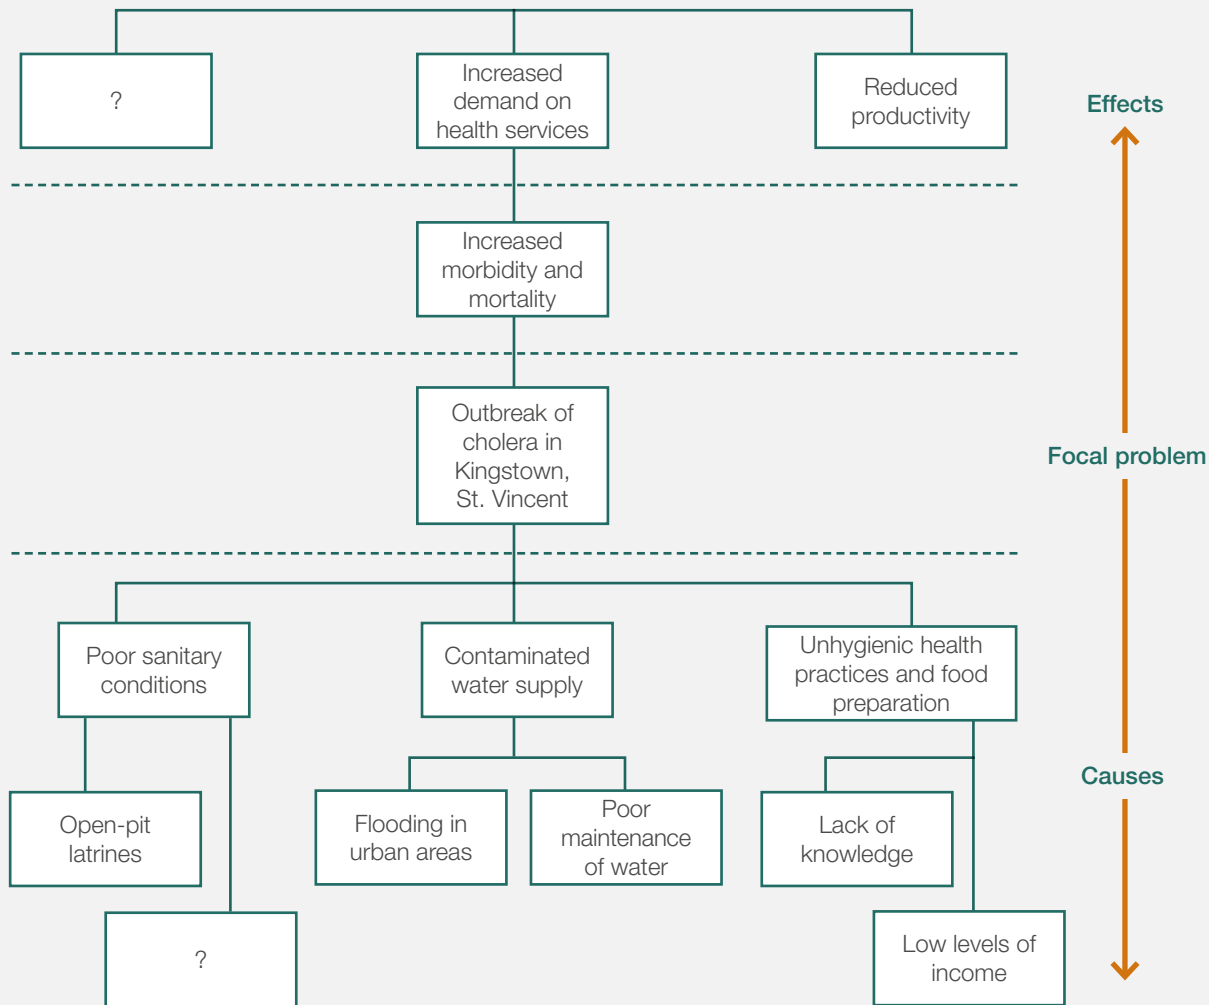 ?
Increased
demand on
health services
Reduced
productivity
Effects
Increased
morbidity and
mortality
Outbreak of
cholera in
Kingstown,
St. Vincent
Focal problem
Poor sanitary
conditions
Contaminated
water supply
Unhygienic health
practices and food
preparation
Causes
Open-pit
latrines
Flooding in
urban areas
Poor
maintenance
of water
Lack of
knowledge
?
Low levels of
income